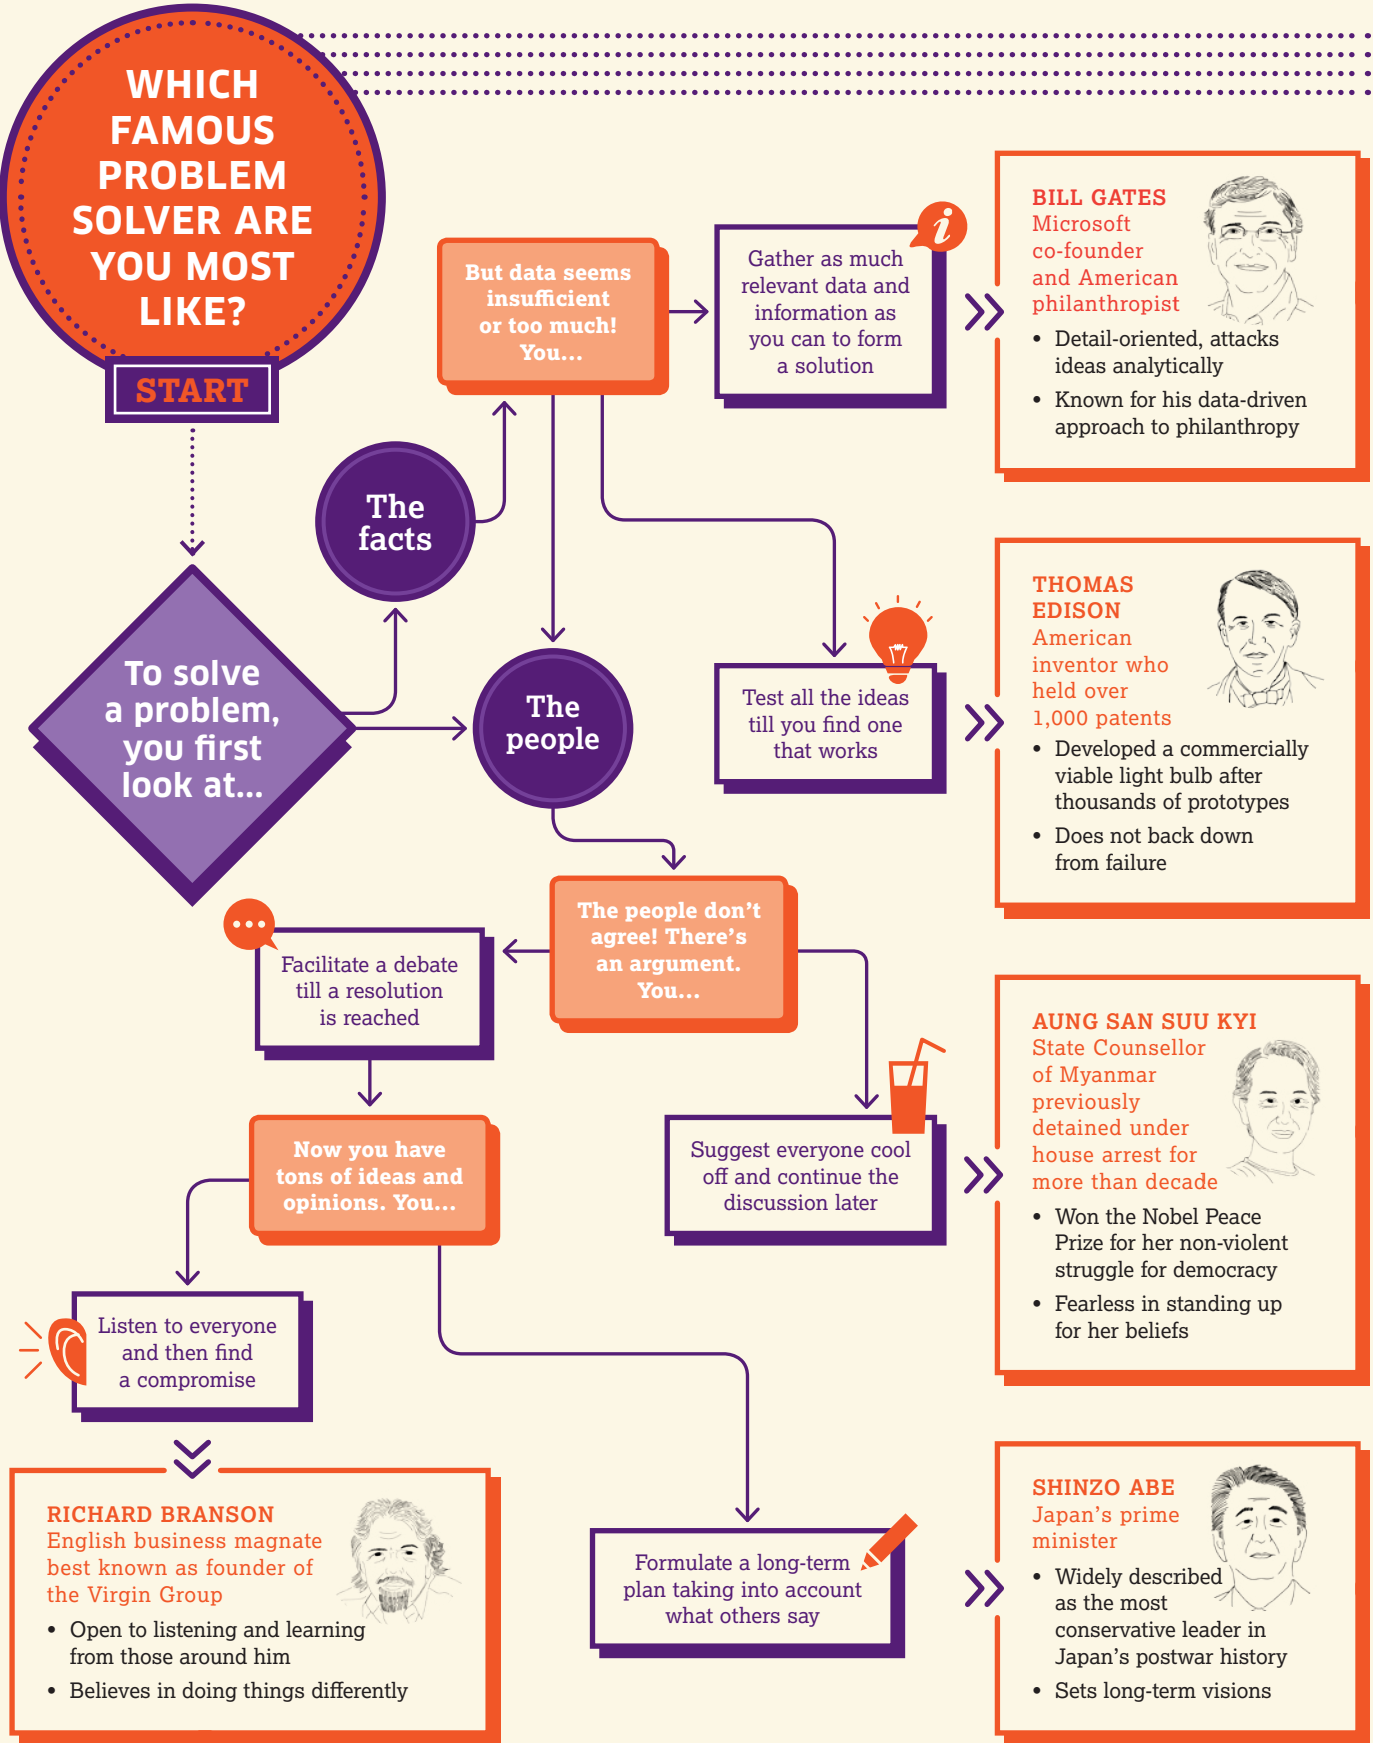 WHICH
FAMOUS
PROBLEM
SOLVER ARE
YOU MOST
LIKE?
START
To solve
a problem,
you first
look at...
The
facts
The
people
But data seems
insufficient
or too much!
You...
Gather as much
relevant data and
information as
you can to form
a solution
i
BILL GATES
Microsoft
co-founder
and American
philanthropist
• Detail-oriented, attacks
ideas analytically
• Known for his data-driven
approach to philanthropy
Test all the ideas
till you find one
that works
THOMAS
EDISON
American
inventor who
held over
1,000 patents
• Developed a commercially
viable light bulb after
thousands of prototypes
• Does not back down
from failure
The people don't
agree! There's
an argument.
You...
Facilitate a debate
till a resolution
is reached
Suggest everyone cool
off and continue the
discussion later
AUNG SAN SUU KYI
State Counsellor
of Myanmar
previously
detained under
house arrest for
more than decade
• Won the Nobel Peace
Prize for her non-violent
struggle for democracy
• Fearless in standing up
for her beliefs
Now you have
tons of ideas and
opinions. You...
Listen to everyone
and then find
a compromise
RICHARD BRANSON
English business magnate
best known as founder of
the Virgin Group
• Open to listening and learning
from those around him
• Believes in doing things differently
Formulate a long-term
plan taking into account
what others say
SHINZO ABE
Japan's prime
minister
• Widely described
as the most
conservative leader in
Japan's postwar history
• Sets long-term visions